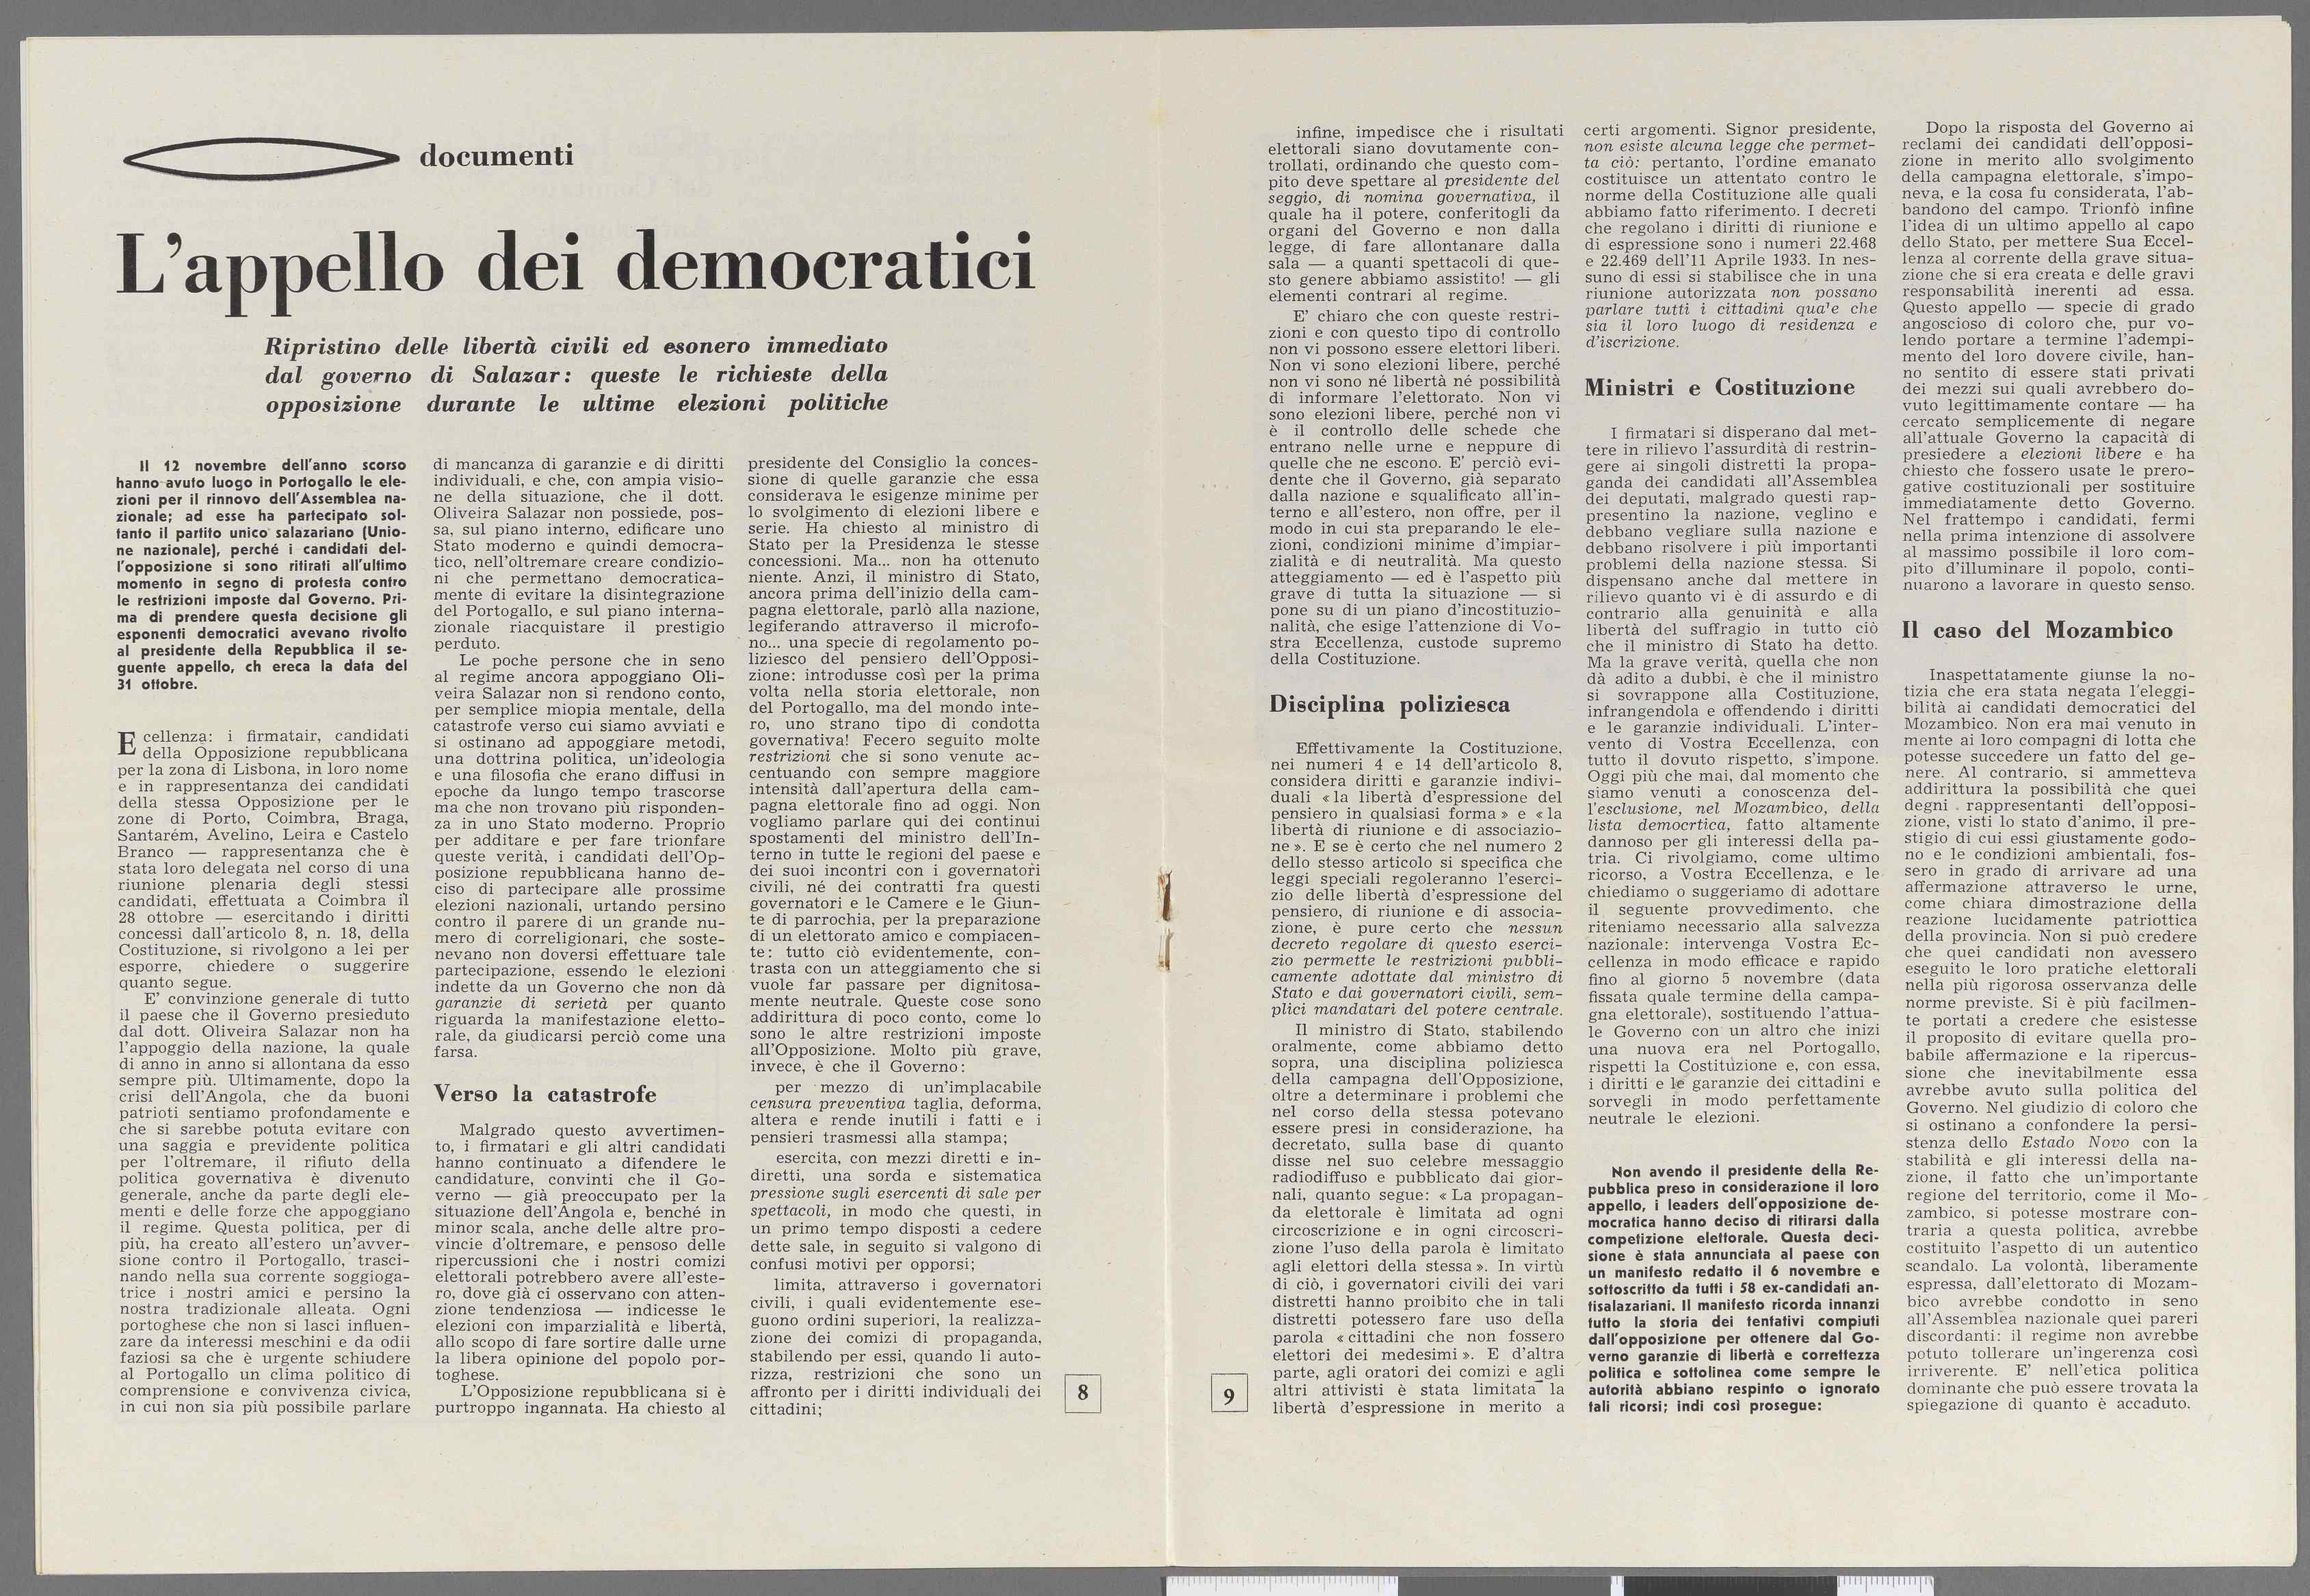 documenti
L'appello dei democratici
Ripristino delle libertà civili ed esonero immediato
dal governo di Salazar: queste le richieste della
opposizione durante le ultime elezioni politiche
Il 12 novembre dell'anno scorso
hanno avuto luogo in Portogallo le ele-
zioni per il rinnovo dell'Assemblea na-
zionale; ad esse ha partecipato sol-
tanto il partito unico salazariano (Unio-
ne nazionale), perché i candidati del-
l'opposizione si sono ritirati all'ultimo
momento in segno di protesta contro
le restrizioni imposte dal Governo. Pri-
ma di prendere questa decisione gli
esponenti democratici avevano rivolto
al presidente della Repubblica il se-
guente appello, ch ereca la data del
31 ottobre.
Eccellenza: i firmatair, candidati
della Opposizione repubblicana
per la zona di Lisbona, in loro nome
e in rappresentanza dei candidati
della stessa Opposizione per le
zone di Porto, Coimbra, Braga,
Santarém, Avelino, Leira e Castelo
Branco — rappresentanza che è
stata loro delegata nel corso di una
riunione plenaria degli stessi
candidati, effettuata a Coimbra il
28 ottobre — esercitando i diritti
concessi dall'articolo 8, n. 18, della
Costituzione, si rivolgono a lei per
esporre, chiedere o suggerire
quanto segue.
E' convinzione generale di tutto
il paese che il Governo presieduto
dal dott. Oliveira Salazar non ha
l'appoggio della nazione, la quale
di anno in anno si allontana da esso
sempre più. Ultimamente, dopo la
crisi dell'Angola, che da buoni
patrioti sentiamo profondamente e
che si sarebbe potuta evitare con
una saggia e previdente politica
per l'oltremare, il rifiuto della
politica governativa è divenuto
generale, anche da parte degli ele-
menti e delle forze che appoggiano
il regime. Questa politica, per di
più, ha creato all'estero un'avver-
sione contro il Portogallo, trasci-
nando nella sua corrente soggioga-
trice i nostri amici e persino la
nostra tradizionale alleata. Ogni
portoghese che non si lasci influen-
zare da interessi meschini e da odii
faziosi sa che è urgente schiudere
al Portogallo un clima politico di
comprensione e convivenza civica,
in cui non sia più possibile parlare
di mancanza di garanzie e di diritti
individuali, e che, con ampia visio-
ne della situazione, che il dott.
Oliveira Salazar non possiede, pos-
sa, sul piano interno, edificare uno
Stato moderno e quindi democra-
tico, nell'oltremare creare condizio-
ni che permettano democratica-
mente di evitare la disintegrazione
del Portogallo, e sul piano interna-
zionale riacquistare il prestigio
perduto.
Le poche persone che in seno
al regime ancora appoggiano Oli-
veira Salazar non si rendono conto,
per semplice miopia mentale, della
catastrofe verso cui siamo avviati e
si ostinano ad appoggiare metodi,
una dottrina politica, un'ideologia
e una filosofia che erano diffusi in
epoche da lungo tempo trascorse
ma che non trovano più risponden-
za in uno Stato moderno. Proprio
per additare e per fare trionfare
queste verità, i candidati dell'Op-
posizione repubblicana hanno de-
ciso di partecipare alle prossime
elezioni nazionali, urtando persino
contro il parere di un grande nu-
mero di correligionari, che soste-
nevano non doversi effettuare tale
partecipazione, essendo le elezioni
indette da un Governo che non dà
garanzie di serietà per quanto
riguarda la manifestazione eletto-
rale, da giudicarsi perciò come una
farsa.
Verso la catastrofe
Malgrado questo avvertimen-
to, i firmatari e gli altri candidati
hanno continuato a difendere le
candidature, convinti che il Go-
verno — già preoccupato per la
situazione dell'Angola e, benché in
minor scala, anche delle altre pro-
vincie d'oltremare, e pensoso delle
ripercussioni che i nostri comizi
elettorali potrebbero avere all'este-
ro, dove già ci osservano con atten-
zione tendenziosa — indicesse le
elezioni con imparzialità e libertà,
allo scopo di fare sortire dalle urne
la libera opinione del popolo por-
toghese.
L'Opposizione repubblicana si è
purtroppo ingannata. Ha chiesto al
presidente del Consiglio la conces-
sione di quelle garanzie che essa
considerava le esigenze minime per
lo svolgimento di elezioni libere e
serie. Ha chiesto al ministro di
Stato per la Presidenza le stesse
concessioni. Ma... non ha ottenuto
niente. Anzi, il ministro di Stato,
ancora prima dell'inizio della cam-
pagna elettorale, parlò alla nazione,
legiferando attraverso il microfo-
no... una specie di regolamento po-
liziesco del pensiero dell'Opposi-
zione: introdusse così per la prima
volta nella storia elettorale, non
del Portogallo, ma del mondo inte-
ro, uno strano tipo di condotta
governativa! Fecero seguito molte
restrizioni che si sono venute ac-
centuando con sempre maggiore
intensità dall'apertura della cam-
pagna elettorale fino ad oggi. Non
vogliamo parlare qui dei continui
spostamenti del ministro dell'In-
terno in tutte le regioni del paese e
dei suoi incontri con i governatori
civili, né dei contratti fra questi
governatori e le Camere e le Giun-
te di parrochia, per la preparazione
di un elettorato amico e compiacen-
te: tutto ciò evidentemente, con-
trasta con un atteggiamento che si
vuole far passare per dignitosa-
mente neutrale. Queste cose sono
addirittura di poco conto, come lo
sono le altre restrizioni imposte
all'Opposizione. Molto più grave,
invece, è che il Governo:
per mezzo di un'implacabile
censura preventiva taglia, deforma,
altera e rende inutili i fatti e i
pensieri trasmessi alla stampa;
esercita, con mezzi diretti e in-
diretti, una sorda e sistematica
pressione sugli esercenti di sale per
spettacoli, in modo che questi, in
un primo tempo disposti a cedere
dette sale, in seguito si valgono di
confusi motivi per opporsi;
limita, attraverso i governatori
civili, i quali evidentemente ese-
guono ordini superiori, la realizza-
zione dei comizi di propaganda,
stabilendo per essi, quando li auto-
rizza, restrizioni che sono un
affronto per i diritti individuali dei
cittadini;
8
9
infine, impedisce che i risultati
elettorali siano dovutamente con-
trollati, ordinando che questo com-
pito deve spettare al presidente del
seggio, di nomina governativa, il
quale ha il potere, conferitogli da
organi del Governo e non dalla
legge, di fare allontanare dalla
sala — a quanti spettacoli di que-
sto genere abbiamo assistito! — gli
elementi contrari al regime.
E' chiaro che con queste restri-
zioni e con questo tipo di controllo
non vi possono essere elettori liberi.
Non vi sono elezioni libere, perché
non vi sono né libertà né possibilità
di informare l'elettorato. Non vi
sono elezioni libere, perché non vi
è il controllo delle schede che
entrano nelle urne e neppure di
quelle che ne escono. E' perciò evi-
dente che il Governo, già separato
dalla nazione e squalificato all'in-
terno e all'estero, non offre, per il
modo in cui sta preparando le ele-
zioni, condizioni minime d'impiar-
zialità e di neutralità. Ma questo
atteggiamento — ed è l'aspetto più
grave di tutta la situazione — si
pone su di un piano d'incostituzio-
nalità, che esige l'attenzione di Vo-
stra Eccellenza, custode supremo
della Costituzione.
Disciplina poliziesca
Effettivamente la Costituzione,
nei numeri 4 e 14 dell'articolo 8,
considera diritti e garanzie indivi-
duali « la libertà d'espressione del
pensiero in qualsiasi forma » e « la
libertà di riunione e di associazio-
ne ». E se è certo che nel numero 2
dello stesso articolo si specifica che
leggi speciali regoleranno l'eserci-
zio delle libertà d'espressione del
pensiero, di riunione e di associa-
zione, è pure certo che nessun
decreto regolare di questo eserci-
zio permette le restrizioni pubbli-
camente adottate dal ministro di
Stato e dai governatori civili, sem-
plici mandatari del potere centrale.
Il ministro di Stato, stabilendo
oralmente, come abbiamo detto
sopra, una disciplina poliziesca
della campagna dell'Opposizione,
oltre a determinare i problemi che
nel corso della stessa potevano
essere presi in considerazione, ha
decretato, sulla base di quanto
disse nel suo celebre messaggio
radiodiffuso e pubblicato dai gior-
nali, quanto segue: « La propagan-
da elettorale è limitata ad ogni
circoscrizione e in ogni circoscri-
zione l'uso della parola è limitato
agli elettori della stessa ». In virtù
di ciò, i governatori civili dei vari
distretti hanno proibito che in tali
distretti potessero fare uso della
parola « cittadini che non fossero
elettori dei medesimi ». E d'altra
parte, agli oratori dei comizi e agli
altri attivisti è stata limitata la
libertà d'espressione in merito a
certi argomenti. Signor presidente,
non esiste alcuna legge che permet-
ta ciò: pertanto, l'ordine emanato
costituisce un attentato contro le
norme della Costituzione alle quali
abbiamo fatto riferimento. I decreti
che regolano i diritti di riunione e
di espressione sono i numeri 22.468
e 22.469 dell'11 Aprile 1933. In nes-
suno di essi si stabilisce che in una
riunione autorizzata non possano
parlare tutti i cittadini qua'e che
sia il loro luogo di residenza e
d'iscrizione.
Ministri e Costituzione
I firmatari si disperano dal met-
tere in rilievo l'assurdità di restrin-
gere ai singoli distretti la propa-
ganda dei candidati all'Assemblea
dei deputati, malgrado questi rap-
presentino la nazione, veglino e
debbano vegliare sulla nazione e
debbano risolvere i più importanti
problemi della nazione stessa. Si
dispensano anche dal mettere in
rilievo quanto vi è di assurdo e di
contrario alla genuinità e alla
libertà del suffragio in tutto ciò
che il ministro di Stato ha detto.
Ma la grave verità, quella che non
dà adito a dubbi, è che il ministro
si sovrappone alla Costituzione,
infrangendola e offendendo i diritti
e le garanzie individuali. L'inter-
vento di Vostra Eccellenza, con
tutto il dovuto rispetto, s'impone.
Oggi più che mai, dal momento che
siamo venuti a conoscenza del-
l'esclusione, nel Mozambico, della
lista democrtica, fatto altamente
dannoso per gli interessi della pa-
tria. Ci rivolgiamo, come ultimo
ricorso, a Vostra Eccellenza, e le
chiediamo o suggeriamo di adottare
il seguente provvedimento, che
riteniamo necessario alla salvezza
nazionale: intervenga Vostra Ec-
cellenza in modo efficace e rapido
fino al giorno 5 novembre (data
fissata quale termine della campa-
gna elettorale), sostituendo l'attua-
le Governo con un altro che inizi
una nuova era nel Portogallo,
rispetti la Costituzione e, con essa,
i diritti e le garanzie dei cittadini e
sorvegli in modo perfettamente
neutrale le elezioni.
Non avendo il presidente della Re-
pubblica preso in considerazione il loro
appello, i leaders dell'opposizione de-
mocratica hanno deciso di ritirarsi dalla
competizione elettorale. Questa deci-
sione è stata annunciata al paese con
un manifesto redatto il 6 novembre e
sottoscritto da tutti i 58 ex-candidati an-
tisalazariani. Il manifesto ricorda innanzi
tutto la storia dei tentativi compiuti
dall'opposizione per ottenere dal Go-
verno garanzie di libertà e correttezza
politica e sottolinea come sempre le
autorità abbiano respinto o ignorato
tali ricorsi; indi così prosegue:
Dopo la risposta del Governo ai
reclami dei candidati dell'opposi-
zione in merito allo svolgimento
della campagna elettorale, s'impo-
neva, e la cosa fu considerata, l'ab-
bandono del campo. Trionfò infine
l'idea di un ultimo appello al capo
dello Stato, per mettere Sua Eccel-
lenza al corrente della grave situa-
zione che si era creata e delle gravi
responsabilità inerenti ad essa.
Questo appello — specie di grado
angoscioso di coloro che, pur vo-
lendo portare a termine l'adempi-
mento del loro dovere civile, han-
no sentito di essere stati privati
dei mezzi sui quali avrebbero do-
vuto legittimamente contare — ha
cercato semplicemente di negare
all'attuale Governo la capacità di
presiedere a elezioni libere e ha
chiesto che fossero usate le prero-
gative costituzionali per sostituire
immediatamente detto Governo.
Nel frattempo i candidati, fermi
nella prima intenzione di assolvere
al massimo possibile il loro com-
pito d'illuminare il popolo, conti-
nuarono a lavorare in questo senso.
Il caso del Mozambico
Inaspettatamente giunse la no-
tizia che era stata negata l'eleggi-
bilità ai candidati democratici del
Mozambico. Non era mai venuto in
mente ai loro compagni di lotta che
potesse succedere un fatto del ge-
nere. Al contrario, si ammetteva
addirittura la possibilità che quei
degni rappresentanti dell'opposi-
zione, visti lo stato d'animo, il pre-
stigio di cui essi giustamente godo-
no e le condizioni ambientali, fos-
sero in grado di arrivare ad una
affermazione attraverso le urne,
come chiara dimostrazione della
reazione lucidamente patriottica
della provincia. Non si può credere
che quei candidati non avessero
eseguito le loro pratiche elettorali
nella più rigorosa osservanza delle
norme previste. Si è più facilmen-
te portati a credere che esistesse
il proposito di evitare quella pro-
babile affermazione e la ripercus-
sione che inevitabilmente essa
avrebbe avuto sulla politica del
Governo. Nel giudizio di coloro che
si ostinano a confondere la persi-
stenza dello Estado Novo con la
stabilità e gli interessi della na-
zione, il fatto che un'importante
regione del territorio, come il Mo-
zambico, si potesse mostrare con-
traria a questa politica, avrebbe
costituito l'aspetto di un autentico
scandalo. La volontà, liberamente
espressa, dall'elettorato di Mozam-
bico avrebbe condotto in seno
all'Assemblea nazionale quei pareri
discordanti: il regime non avrebbe
potuto tollerare un'ingerenza così
irriverente. E' nell'etica politica
dominante che può essere trovata la
spiegazione di quanto è accaduto.